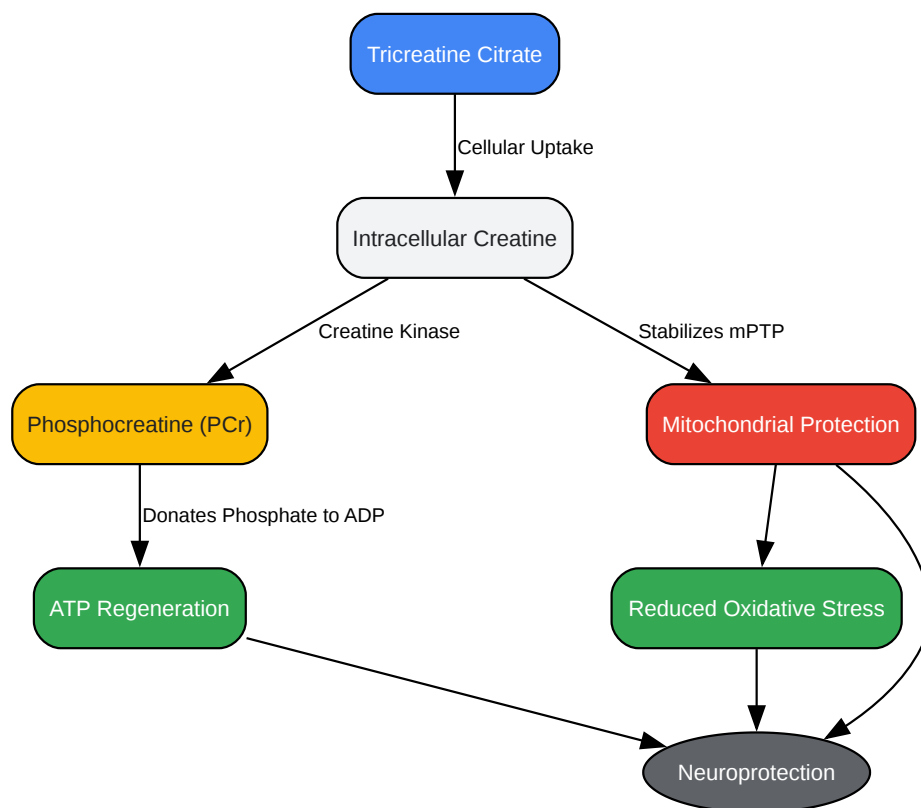 Tricreatine Citrate
Cellular Uptake
Intracellular Creatine
Creatine Kinase
Stabilizes mPTP
Phosphocreatine (PCr)
Mitochondrial Protection
Donates Phosphate to ADP
ATP Regeneration
Reduced Oxidative Stress
Neuroprotection